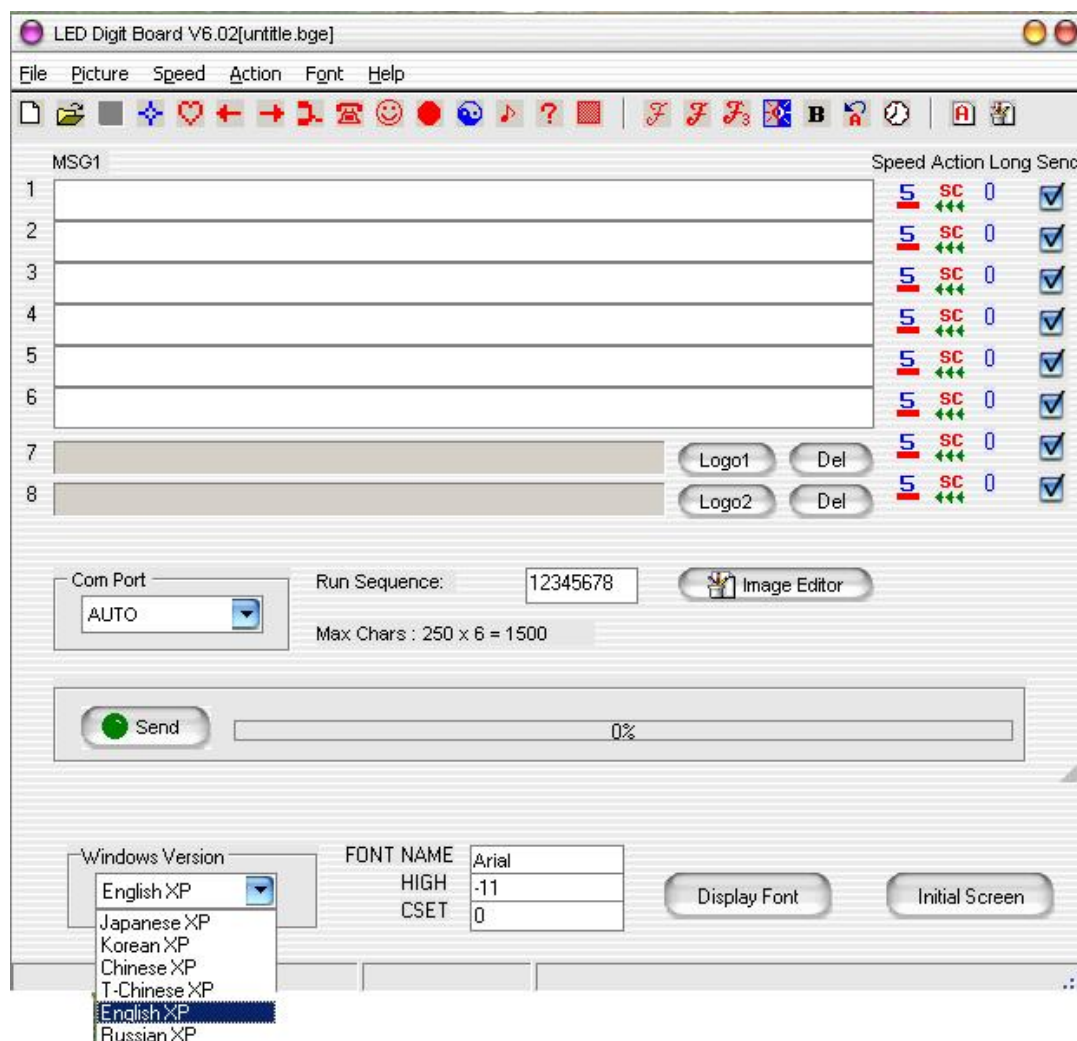 LED Digit Board V6.02[untitle.bge]
File Picture Speed Action Font Help
MSG1 Speed Action Long Send
1 5 SC 0
2 5 SC 0
3 5 SC 0
4 5 SC 0
5 5 SC 0
6 5 SC 0
7 Logo1 Del 5 SC 0
8 Logo2 Del 5 SC 0
Com Port
AUTO
Run Sequence: 12345678
Image Editor
Max Chars : 250 x 6 = 1500
Send 0%
Windows Version
English XP
Japanese XP
Korean XP
Chinese XP
T-Chinese XP
English XP
Russian XP
FONT NAME Arial
HIGH -11
CSET 0
Display Font
Initial Screen